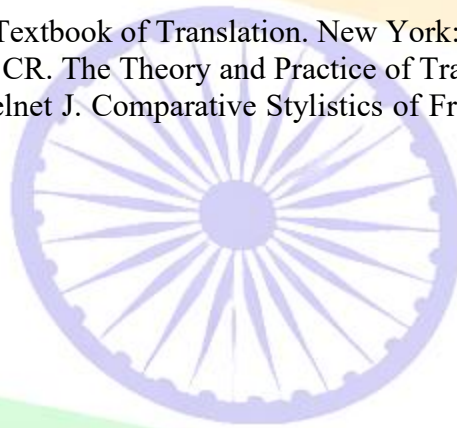 Textbook of Translation. New York:
CR. The Theory and Practice of Tra
elnet J. Comparative Stylistics of Fr